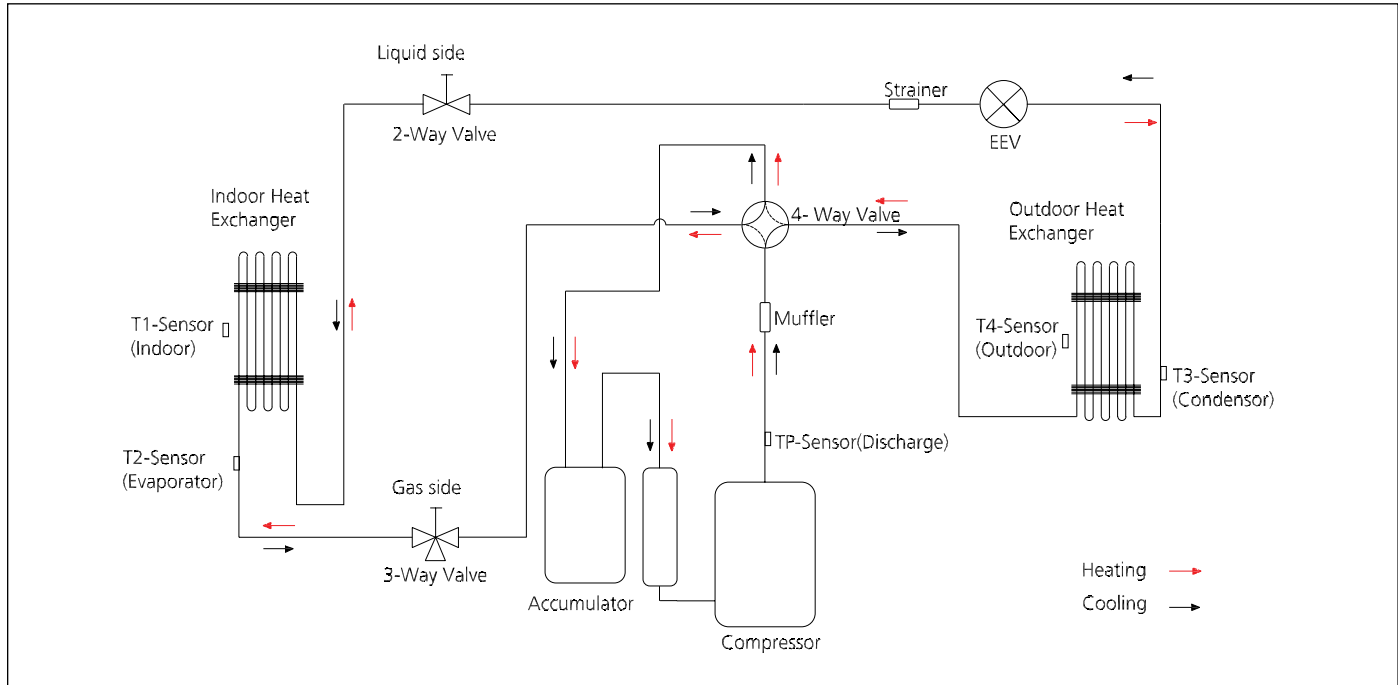 Liquid side
2-Way Valve
Strainer
EEV
Indoor Heat
Exchanger
4- Way Valve
Outdoor Heat
Exchanger
T1-Sensor
(Indoor)
Muffler
T4-Sensor
(Outdoor)
T3-Sensor
(Condensor)
TP-Sensor(Discharge)
T2-Sensor
(Evaporator)
Gas side
3-Way Valve
Accumulator
Compressor
Heating
Cooling